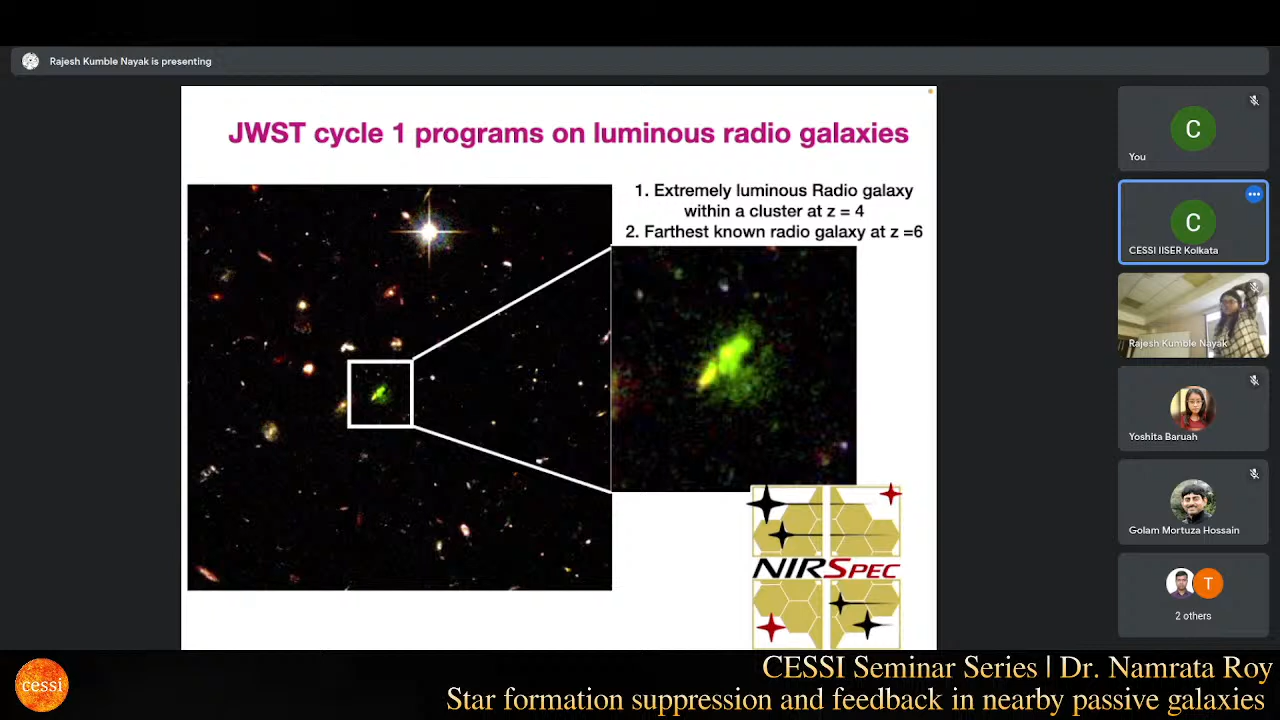 Rajesh Kumble Nayak is presenting
JWST cycle 1 programs on luminous radio galaxies
1. Extremely luminous Radio galaxy
within a cluster at z = 4
2. Farthest known radio galaxy at z =6
NIRSPEC
C
You
C
CESSI IISER Kolkata
Rajesh Kumble Nayak
Yoshita Baruah
Golam Mortuza Hossain
T
2 others
cessi
CESSI Seminar Series | Dr. Namrata Roy
Star formation suppression and feedback in nearby passive galaxies